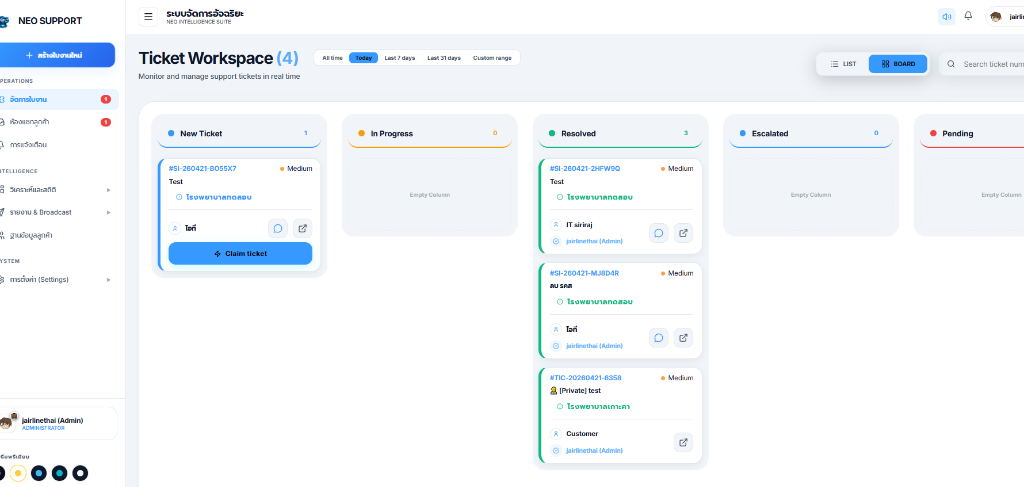 NEO SUPPORT
+ สร้างใบงานใหม่
PERATIONS
จัดการใบงาน 1
ห้องแชทลูกค้า 1
การแจ้งเตือน
NTELLIGENCE
วิเคราะห์และสถิติ
รายงาน & Broadcast
ฐานข้อมูลลูกค้า
YSTEM
การตั้งค่า (Settings)
jairlinethai (Admin)
ADMINISTRATOR
ระบบจัดการอัจฉริยะ
NEO INTELLIGENCE SUITE
jairlin
Ticket Workspace (4)
All time Today Last 7 days Last 31 days Custom range
Monitor and manage support tickets in real time
LIST BOARD
Search ticket num
New Ticket 1
#SI-260421-8O55X7 Medium
Test
โรงพยาบาลทดสอบ
ไอที
Claim ticket
In Progress 0
Empty Column
Resolved 3
#SI-260421-2HFW9Q Medium
Test
โรงพยาบาลทดสอบ
IT siriraj
jairlinethai (Admin)
#SI-260421-MJ8D4R Medium
ลบ รคส
โรงพยาบาลทดสอบ
ไอที
jairlinethai (Admin)
#TIC-20260421-6358 Medium
[Private] test
โรงพยาบาลเกาะคา
Customer
jairlinethai (Admin)
Escalated 0
Empty Column
Pending
Empty Column